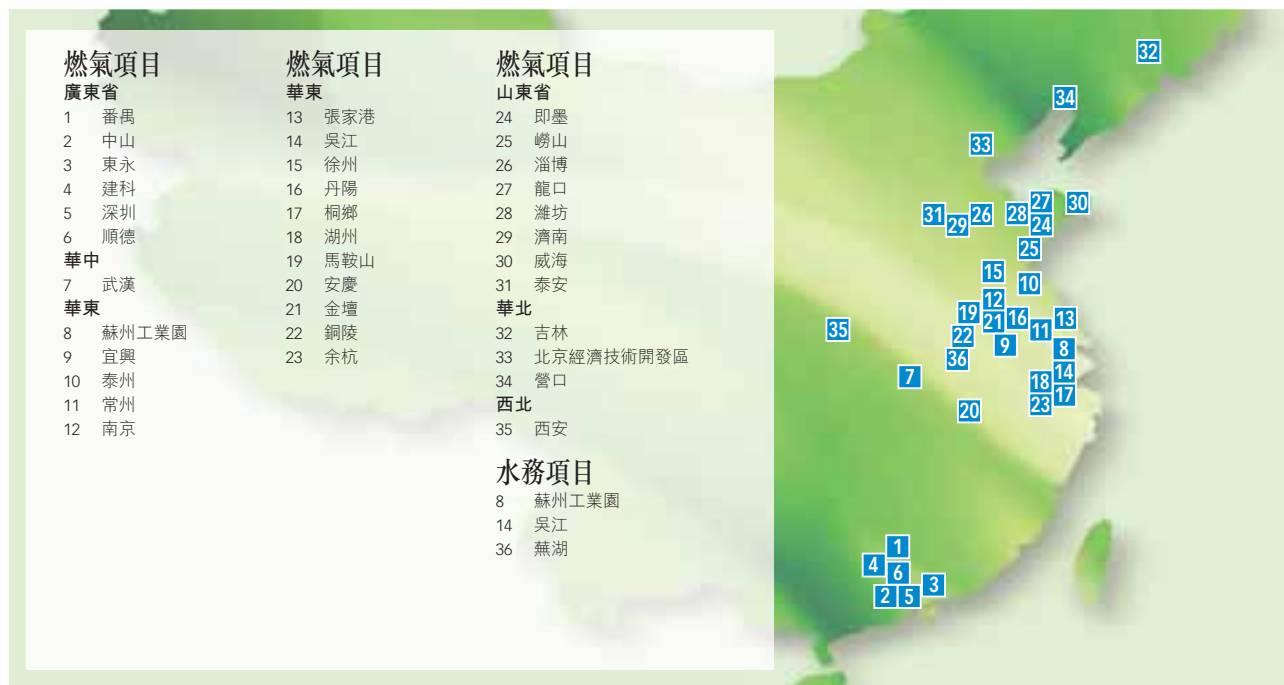 燃氣項目
廣東省
1 番禺
2 中山
3 東永
4 建科
5 深圳
6 順德
華中
7 武漢
華東
8 蘇州工業園
9 宜興
10 泰州
11 常州
12 南京
燃氣項目
華東
13 張家港
14 吳江
15 徐州
16 丹陽
17 桐鄉
18 湖州
19 馬鞍山
20 安慶
21 金壇
22 銅陵
23 余杭
燃氣項目
山東省
24 即墨
25 嶗山
26 淄博
27 龍口
28 濰坊
29 濟南
30 威海
31 泰安
華北
32 吉林
33 北京經濟技術開發區
34 營口
西北
35 西安
水務項目
8 蘇州工業園
14 吳江
36 蕪湖
32
34
33
27 30
31 26 28
29 24
25
15
10
12
19 16 13
21
35 22 11
9 8
36
7 18 14
17
20 23
1
4 6
3
2 5